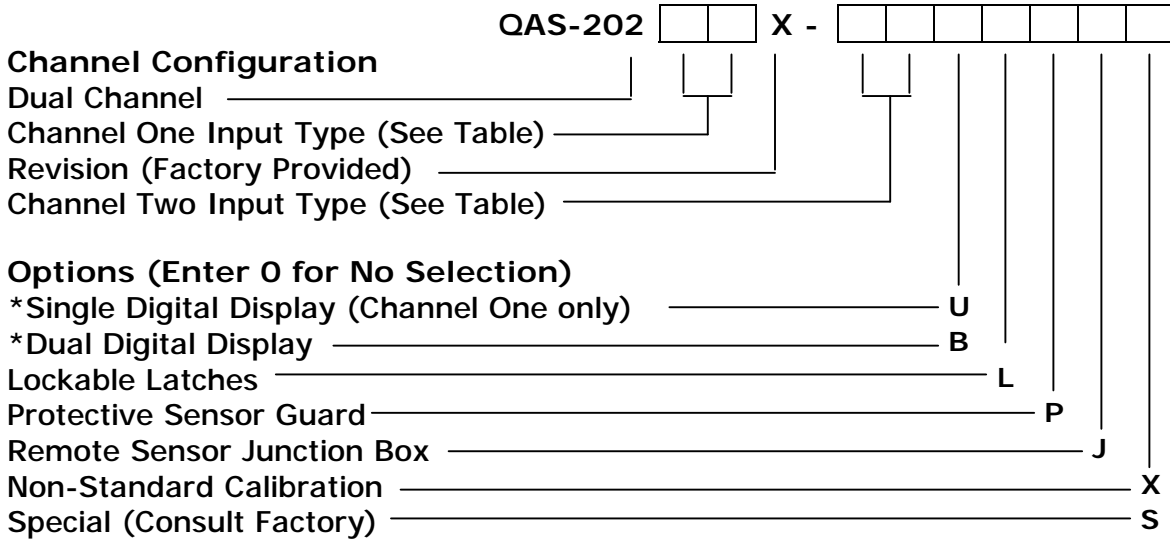 QAS-202 X -
Channel Configuration
Dual Channel
Channel One Input Type (See Table)
Revision (Factory Provided)
Channel Two Input Type (See Table)
Options (Enter 0 for No Selection)
*Single Digital Display (Channel One only) U
*Dual Digital Display B
Lockable Latches L
Protective Sensor Guard P
Remote Sensor Junction Box J
Non-Standard Calibration X
Special (Consult Factory) S